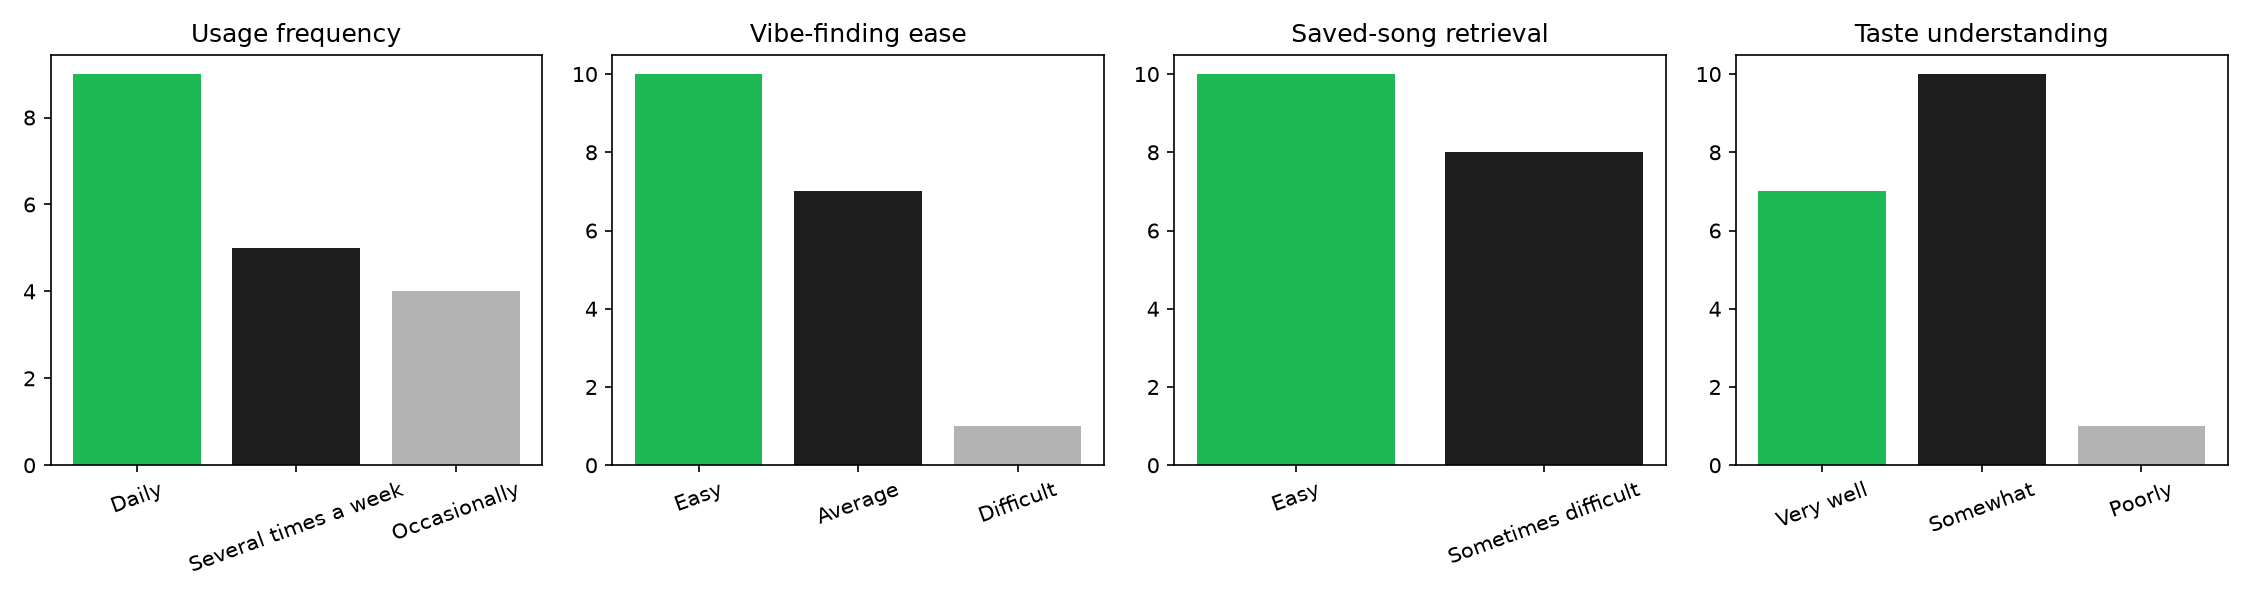 Usage frequency
8
6
4
2
0
Daily
Several times a week
Occasionally
Vibe-finding ease
10
8
6
4
2
0
Easy
Average
Difficult
Saved-song retrieval
10
8
6
4
2
0
Easy
Sometimes difficult
Taste understanding
10
8
6
4
2
0
Very well
Somewhat
Poorly